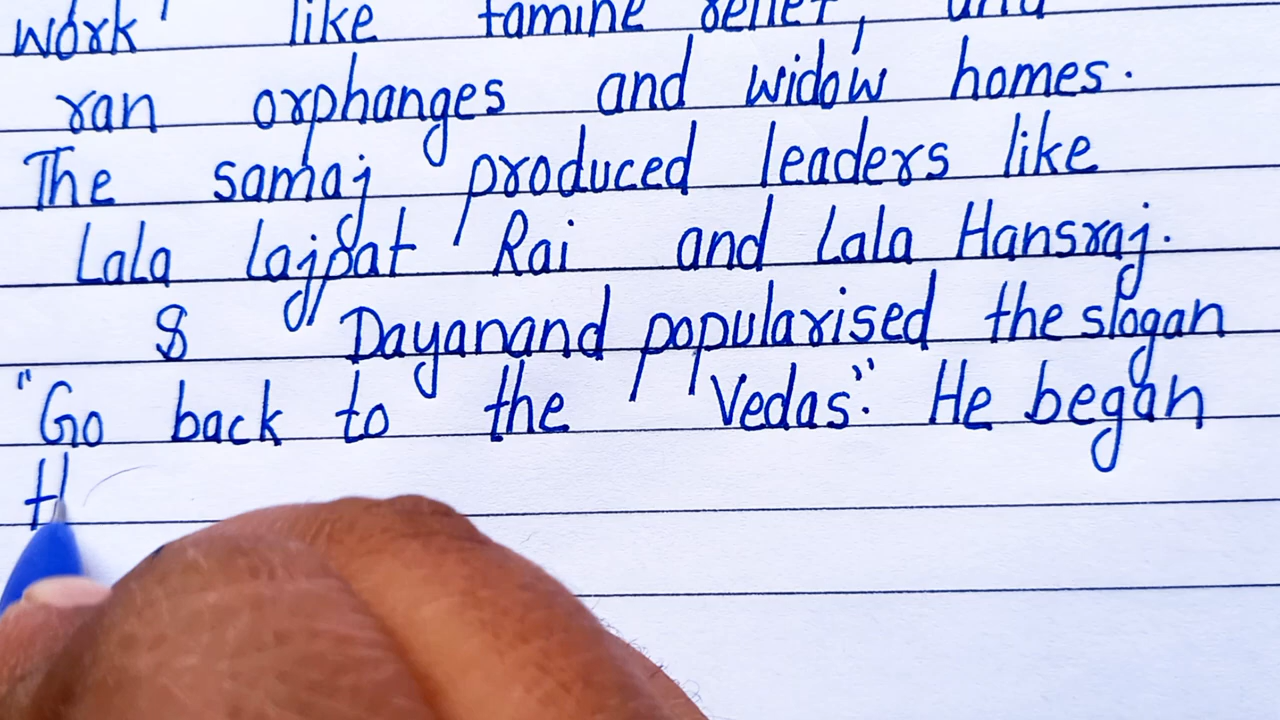 work like famine relief, and
ran orphanges and widow homes.
The samaj produced leaders like
Lala Lajpat Rai and Lala Hansraj.
S Dayanand popularised the slogan
"Go back to the Vedas". He began